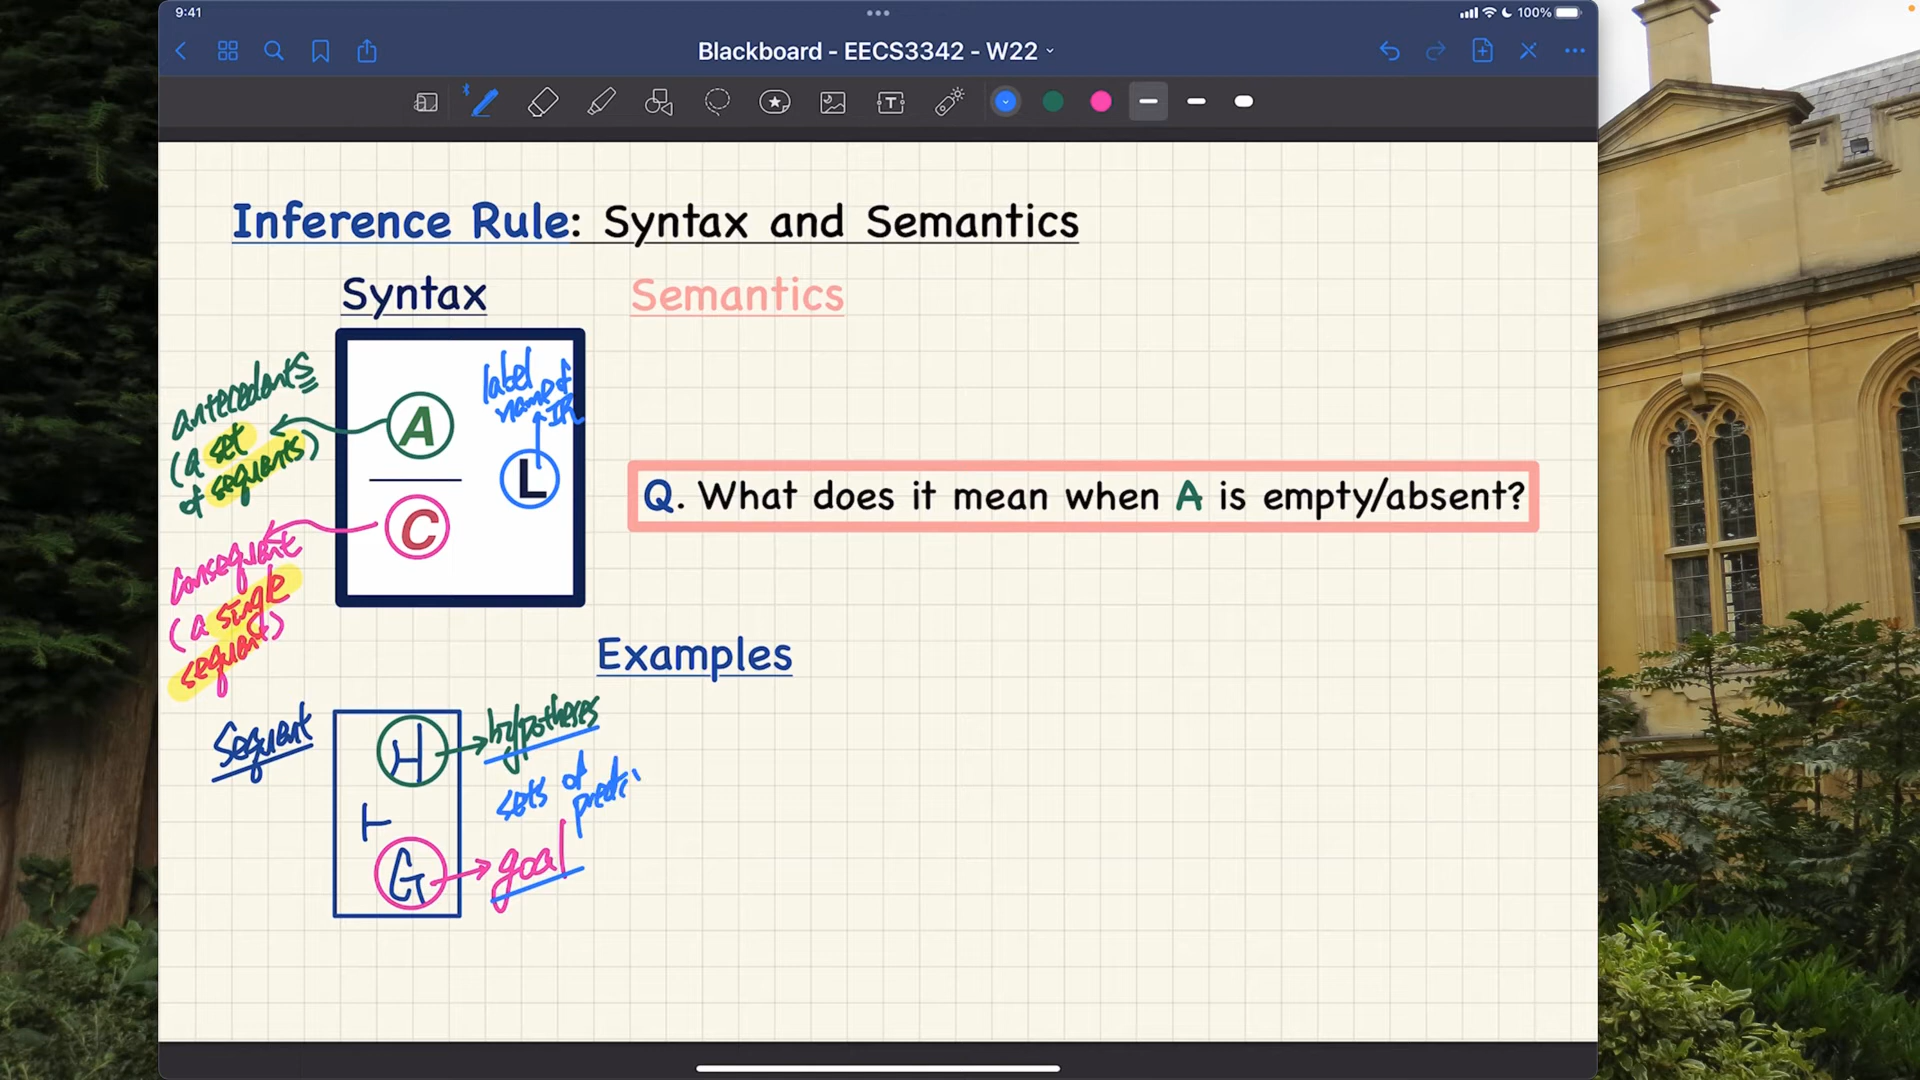 9:41
100%
Blackboard - EECS3342 - W22
Inference Rule: Syntax and Semantics
Syntax
Semantics
antecedents
(a set
of sequents)
A
label
name of
IR
L
C
Consequent
(a single
sequent)
Q. What does it mean when A is empty/absent?
Examples
Sequent
H
hypotheses
sets of
predi
⊢
G
goal